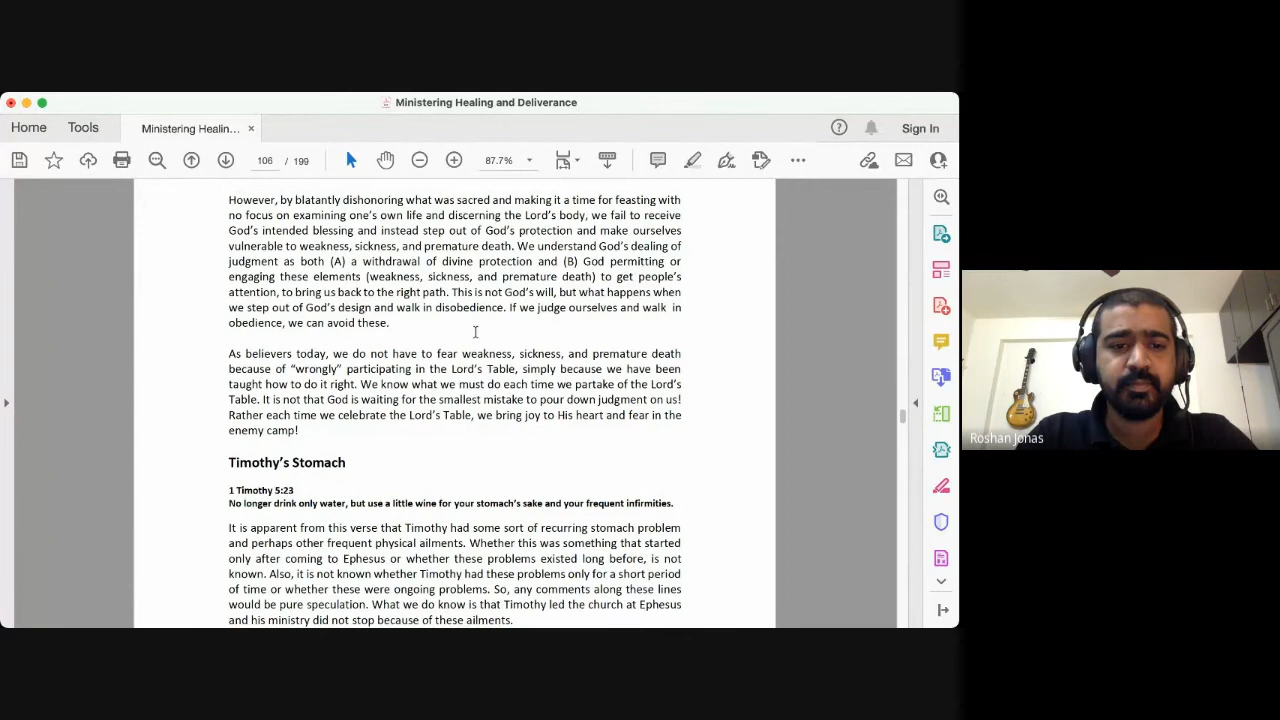 Ministering Healing and Deliverance
Home Tools Ministering Healin... × Sign In
106 / 199 87.7%
However, by blatantly dishonoring what was sacred and making it a time for feasting with
no focus on examining one's own life and discerning the Lord's body, we fail to receive
God's intended blessing and instead step out of God's protection and make ourselves
vulnerable to weakness, sickness, and premature death. We understand God's dealing of
judgment as both (A) a withdrawal of divine protection and (B) God permitting or
engaging these elements (weakness, sickness, and premature death) to get people's
attention, to bring us back to the right path. This is not God's will, but what happens when
we step out of God's design and walk in disobedience. If we judge ourselves and walk in
obedience, we can avoid these.
As believers today, we do not have to fear weakness, sickness, and premature death
because of "wrongly" participating in the Lord's Table, simply because we have been
taught how to do it right. We know what we must do each time we partake of the Lord's
Table. It is not that God is waiting for the smallest mistake to pour down judgment on us!
Rather each time we celebrate the Lord's Table, we bring joy to His heart and fear in the
enemy camp!
Timothy's Stomach
1 Timothy 5:23
No longer drink only water, but use a little wine for your stomach's sake and your frequent infirmities.
It is apparent from this verse that Timothy had some sort of recurring stomach problem
and perhaps other frequent physical ailments. Whether this was something that started
only after coming to Ephesus or whether these problems existed long before, is not
known. Also, it is not known whether Timothy had these problems only for a short period
of time or whether these were ongoing problems. So, any comments along these lines
would be pure speculation. What we do know is that Timothy led the church at Ephesus
and his ministry did not stop because of these ailments.
Roshan Jonas